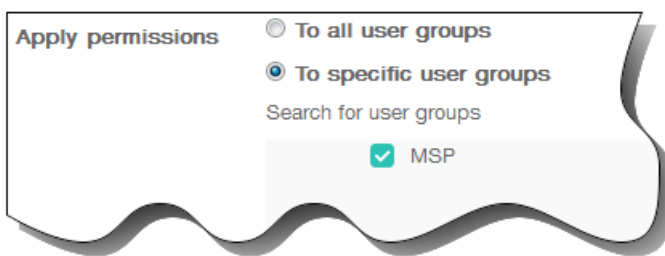 Apply permissions
To all user groups
To specific user groups
Search for user groups
MSP